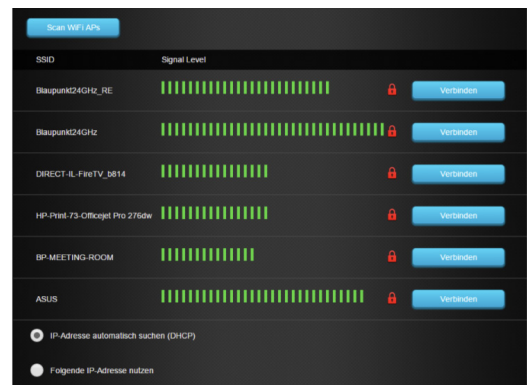 Scan WiFi APs
SSID Signal Level
Blaupunkt24GHz_RE Verbinden
Blaupunkt24GHz Verbinden
DIRECT-IL-FireTV_b814 Verbinden
HP-Print-73-Officejet Pro 276dw Verbinden
BP-MEETING-ROOM Verbinden
ASUS Verbinden
IP-Adresse automatisch suchen (DHCP)
Folgende IP-Adresse nutzen